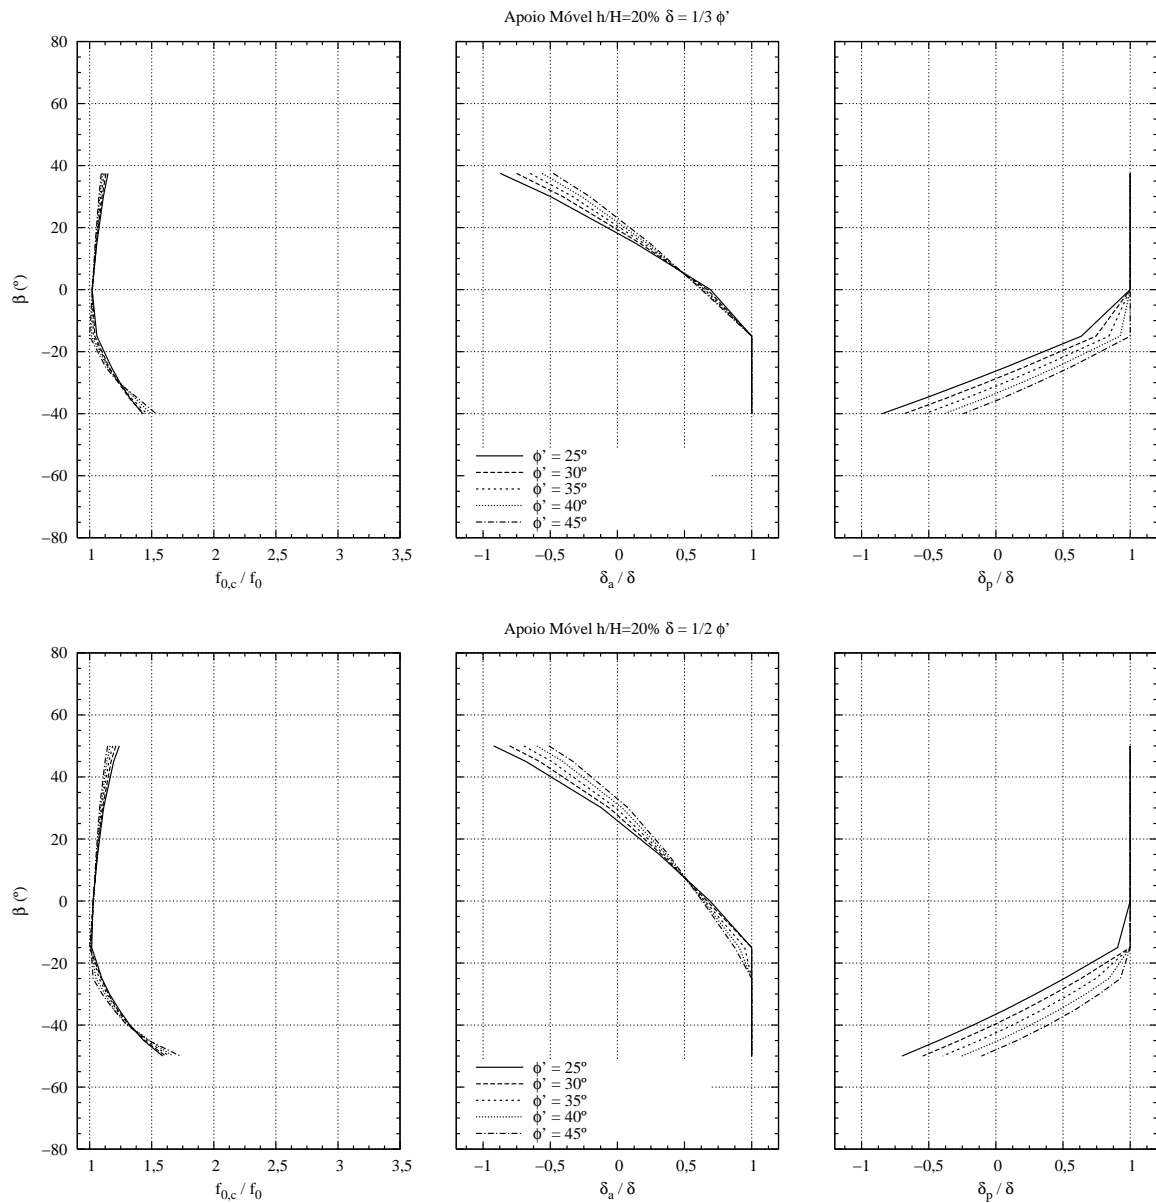 Apoio Móvel h/H=20% δ = 1/3 ϕ'
80
60
40
20
0
−20
−40
−60
−80
β (º)
1 1,5 2 2,5 3 3,5
f0,c / f0
ϕ' = 25º
ϕ' = 30º
ϕ' = 35º
ϕ' = 40º
ϕ' = 45º
−1 −0,5 0 0,5 1
δa / δ
−1 −0,5 0 0,5 1
δp / δ
Apoio Móvel h/H=20% δ = 1/2 ϕ'
80
60
40
20
0
−20
−40
−60
−80
β (º)
1 1,5 2 2,5 3 3,5
f0,c / f0
ϕ' = 25º
ϕ' = 30º
ϕ' = 35º
ϕ' = 40º
ϕ' = 45º
−1 −0,5 0 0,5 1
δa / δ
−1 −0,5 0 0,5 1
δp / δ